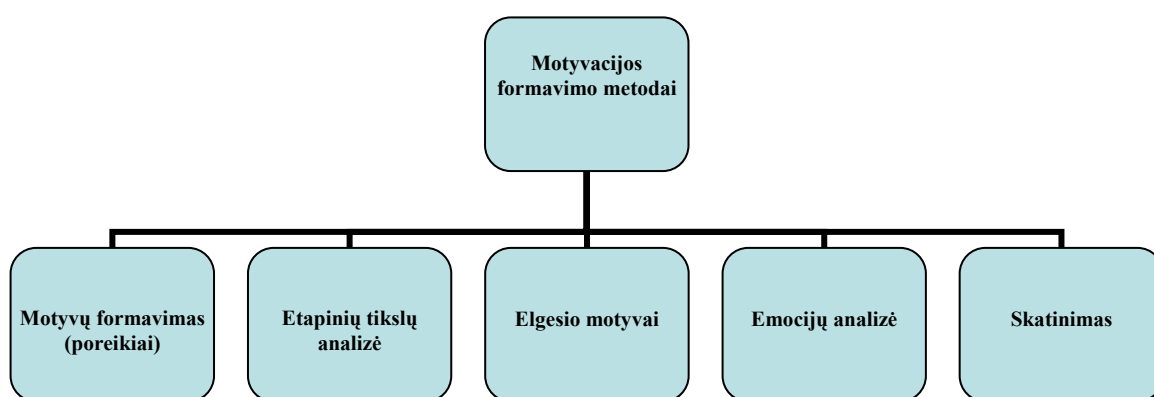 Motyvacijos
formavimo metodai
Motyvų formavimas
(poreikiai)
Etapinių tikslų
analizė
Elgesio motyvai
Emocijų analizė
Skatinimas